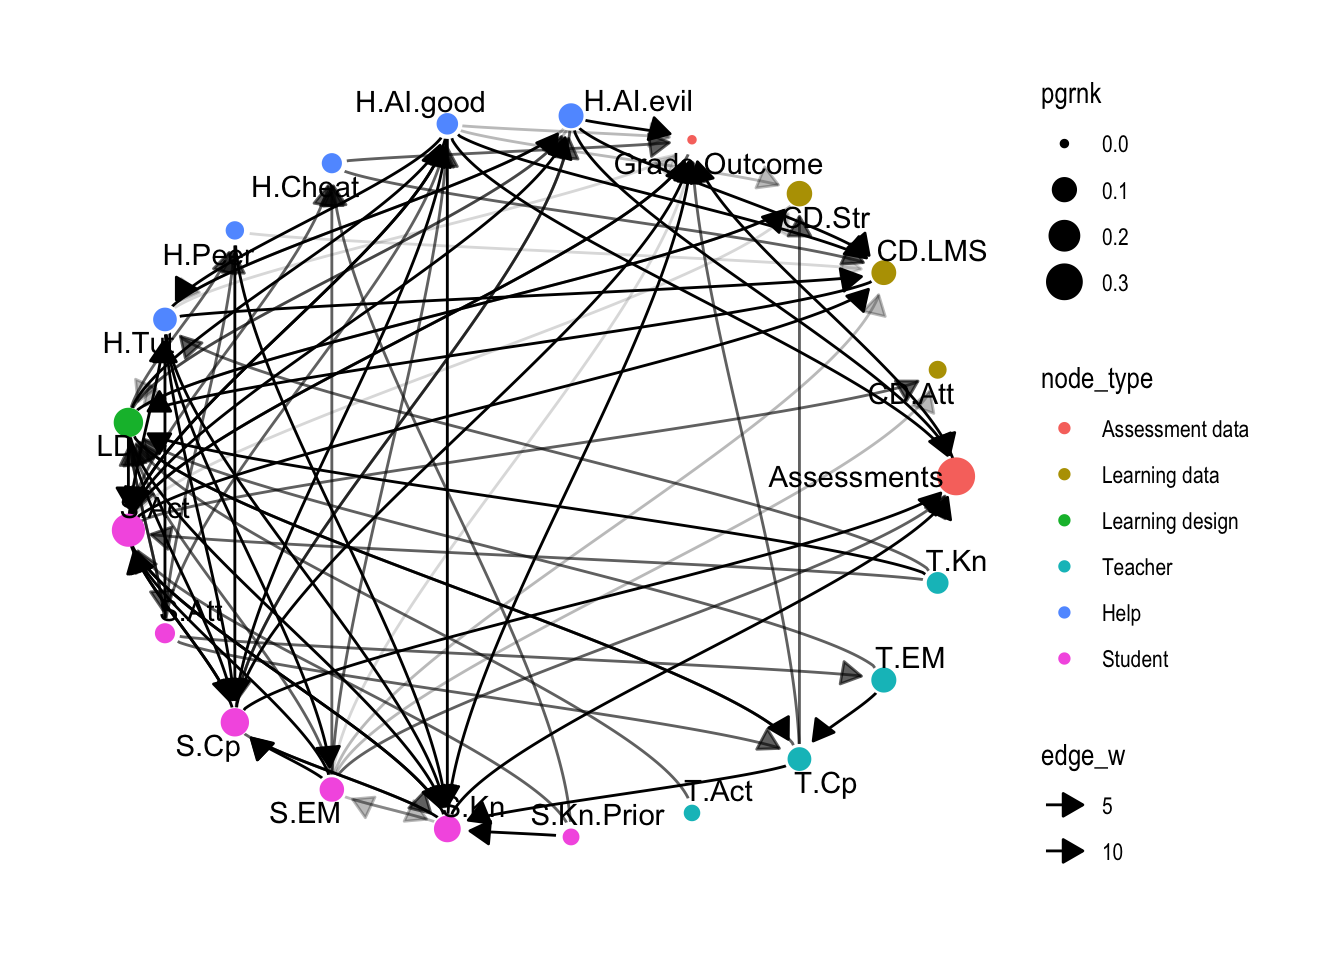 H.AI.good
H.AI.evil
Grade.Outcome
H.Cheat
CD.Str
H.Peer
CD.LMS
H.Tut
CD.Att
LD
Assessments
S.Act
T.Kn
S.Att
T.EM
S.Cp
T.Cp
S.EM
S.Kn
S.Kn.Prior
T.Act
pgrnk
0.0
0.1
0.2
0.3
node_type
Assessment data
Learning data
Learning design
Teacher
Help
Student
edge_w
5
10